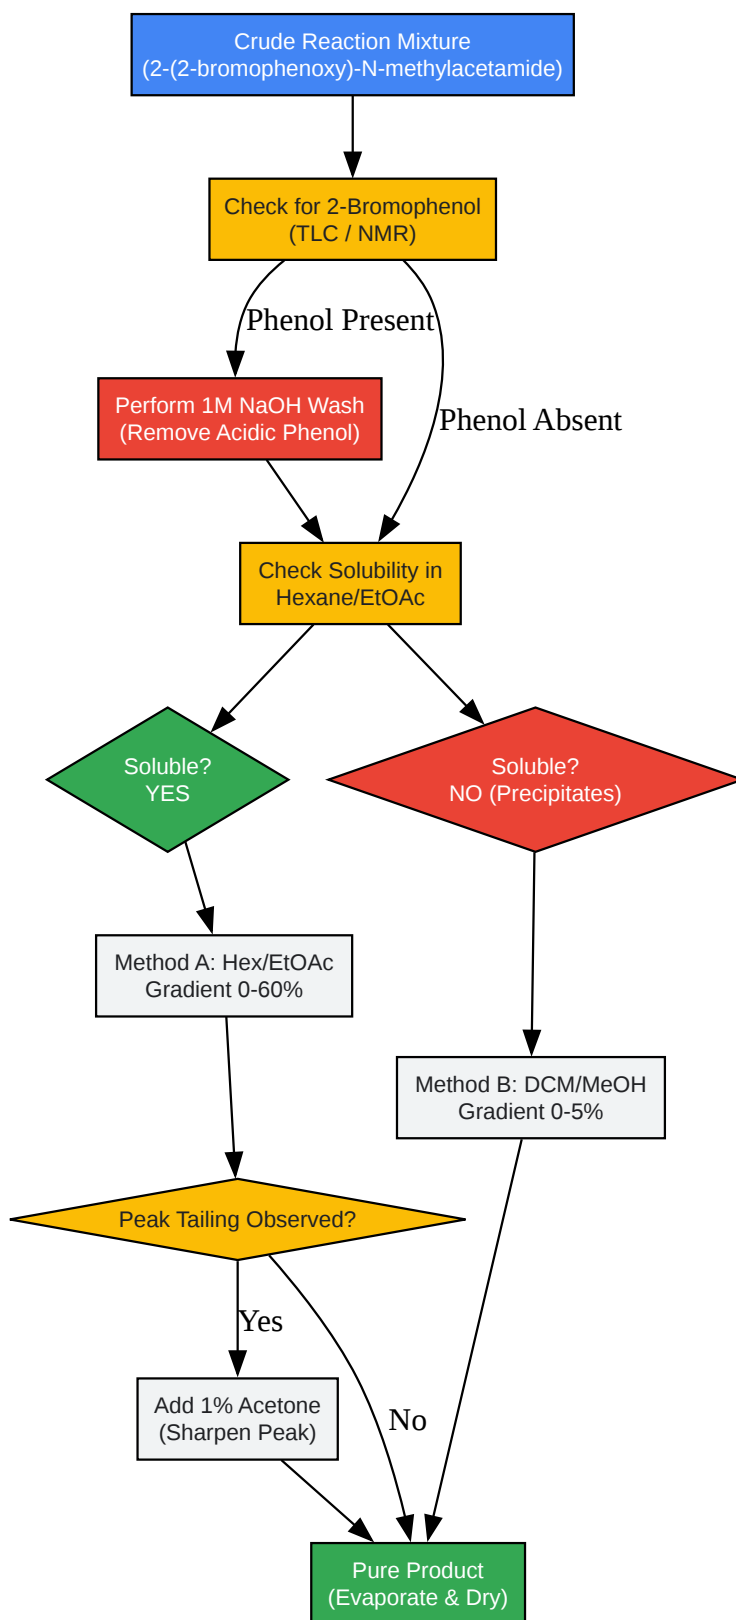 Crude Reaction Mixture
(2-(2-bromophenoxy)-N-methylacetamide)
Check for 2-Bromophenol
(TLC / NMR)
Phenol Present
Perform 1M NaOH Wash
(Remove Acidic Phenol)
Phenol Absent
Check Solubility in
Hexane/EtOAc
Soluble?
YES
Soluble?
NO (Precipitates)
Method A: Hex/EtOAc
Gradient 0-60%
Method B: DCM/MeOH
Gradient 0-5%
Peak Tailing Observed?
Yes
Add 1% Acetone
(Sharpen Peak)
No
Pure Product
(Evaporate & Dry)